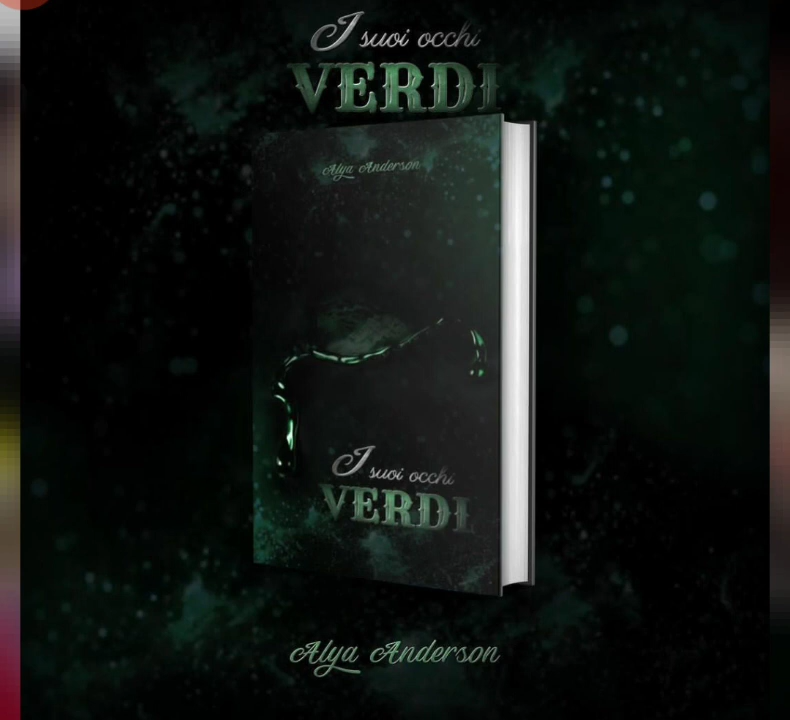 I suoi occhi
VERDI
Alya Anderson
I suoi occhi
VERDI
Alya Anderson